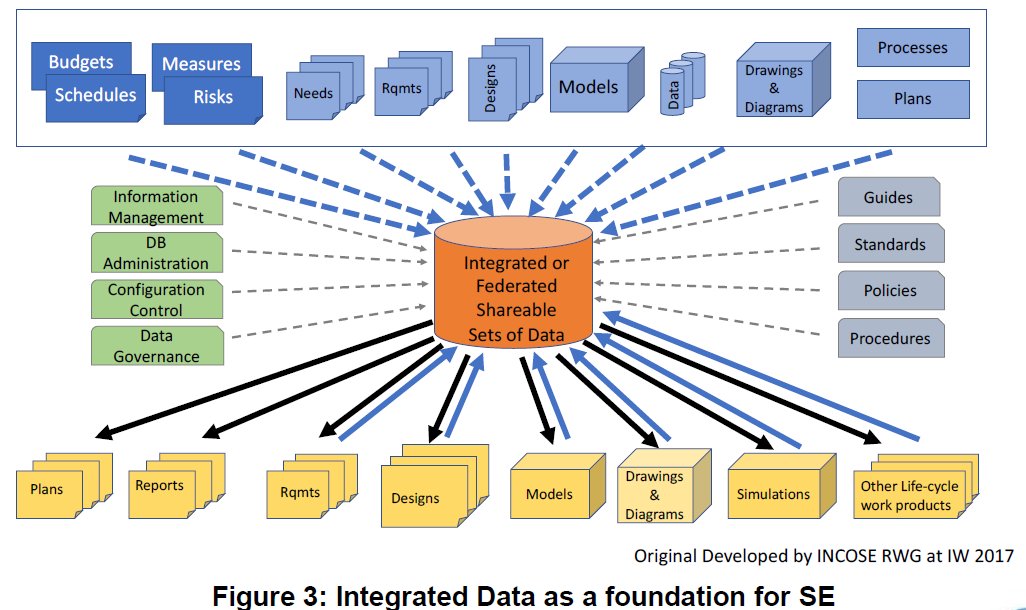 Budgets
Schedules
Measures
Risks
Needs
Rqmts
Designs
Models
Data
Drawings
&
Diagrams
Processes
Plans
Information
Management
DB
Administration
Configuration
Control
Data
Governance
Integrated or
Federated
Shareable
Sets of Data
Guides
Standards
Policies
Procedures
Plans
Reports
Rqmts
Designs
Models
Drawings
&
Diagrams
Simulations
Other Life-cycle
work products
Original Developed by INCOSE RWG at IW 2017
Figure 3: Integrated Data as a foundation for SE